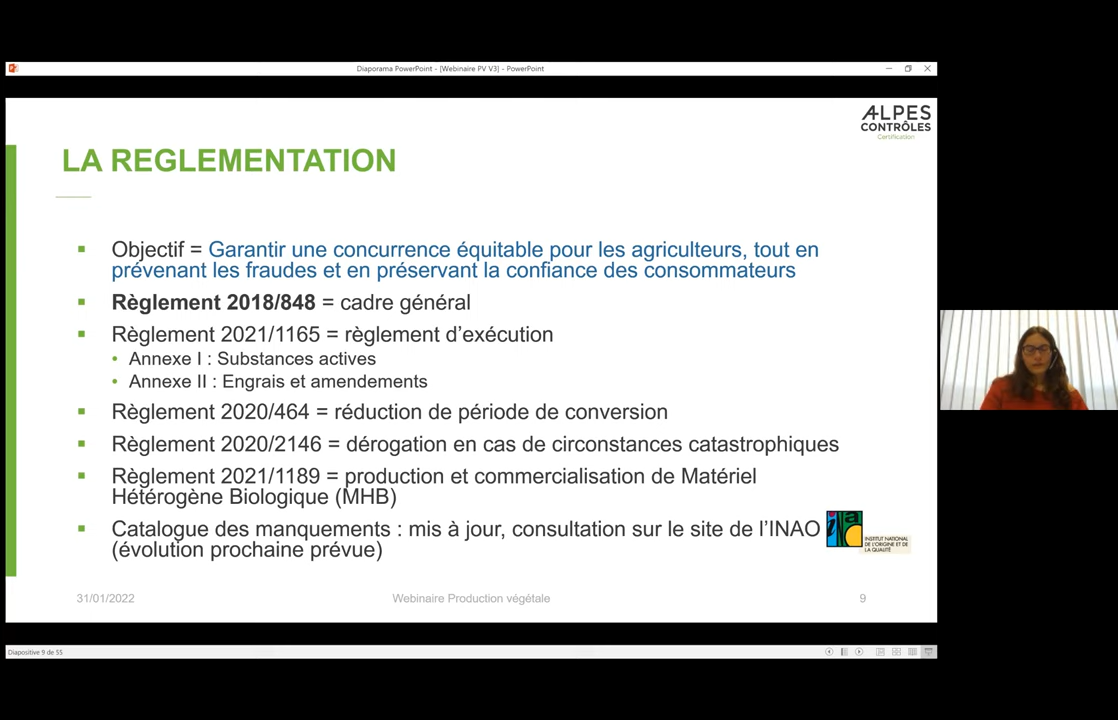 Diaporama PowerPoint - [Webinaire PV V3] - PowerPoint
ALPES
CONTRÔLES
Certification
LA REGLEMENTATION
Objectif = Garantir une concurrence équitable pour les agriculteurs, tout en
prévenant les fraudes et en préservant la confiance des consommateurs
Règlement 2018/848 = cadre général
Règlement 2021/1165 = règlement d'exécution
Annexe I : Substances actives
Annexe II : Engrais et amendements
Règlement 2020/464 = réduction de période de conversion
Règlement 2020/2146 = dérogation en cas de circonstances catastrophiques
Règlement 2021/1189 = production et commercialisation de Matériel
Hétérogène Biologique (MHB)
Catalogue des manquements : mis à jour, consultation sur le site de l'INAO
(évolution prochaine prévue)
INSTITUT NATIONAL
DE L'ORIGINE ET DE
LA QUALITÉ
31/01/2022
Webinaire Production végétale
9
Diapositive 9 de 55